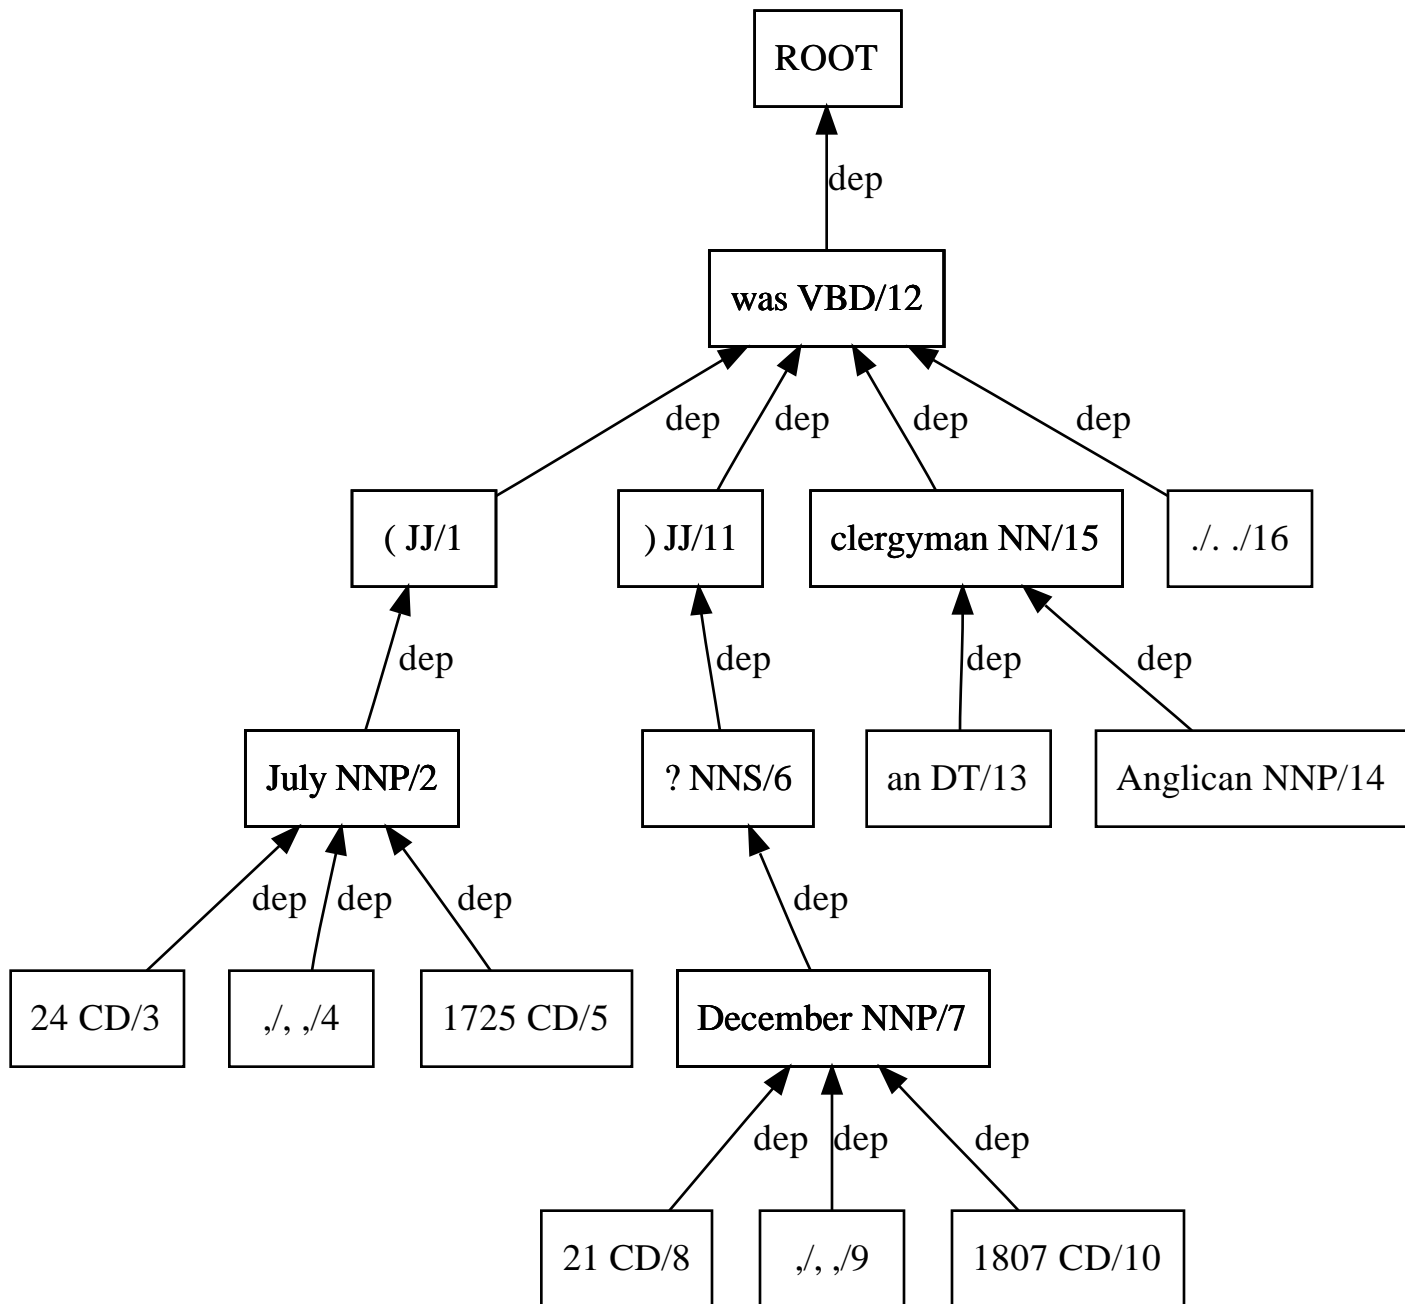 ROOT
dep
was VBD/12
dep dep dep dep
( JJ/1 ) JJ/11 clergyman NN/15 ./. ./16
dep dep dep dep
July NNP/2 ? NNS/6 an DT/13 Anglican NNP/14
dep dep dep dep
24 CD/3 ,/, ,/4 1725 CD/5 December NNP/7
dep dep dep
21 CD/8 ,/, ,/9 1807 CD/10